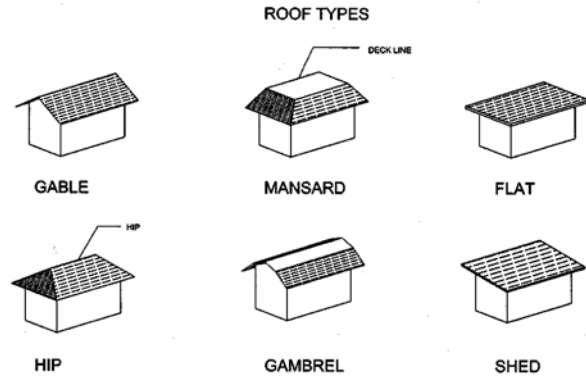 ROOF TYPES
DECK LINE
GABLE
MANSARD
FLAT
HIP
HIP
GAMBREL
SHED